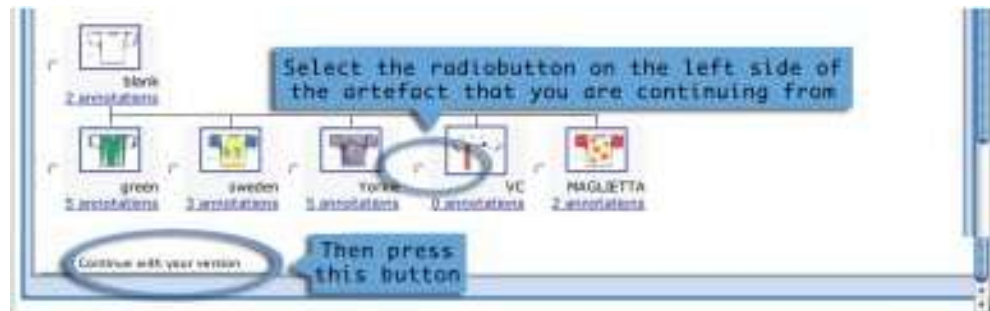 Select the radiobutton on the left side of
the artefact that you are continuing from
blank
2 annotations
green
sweden
Yorkie
VC
MAGLIETTA
5 annotations
3 annotations
5 annotations
0 annotations
2 annotations
Then press
this button
Continue with your version